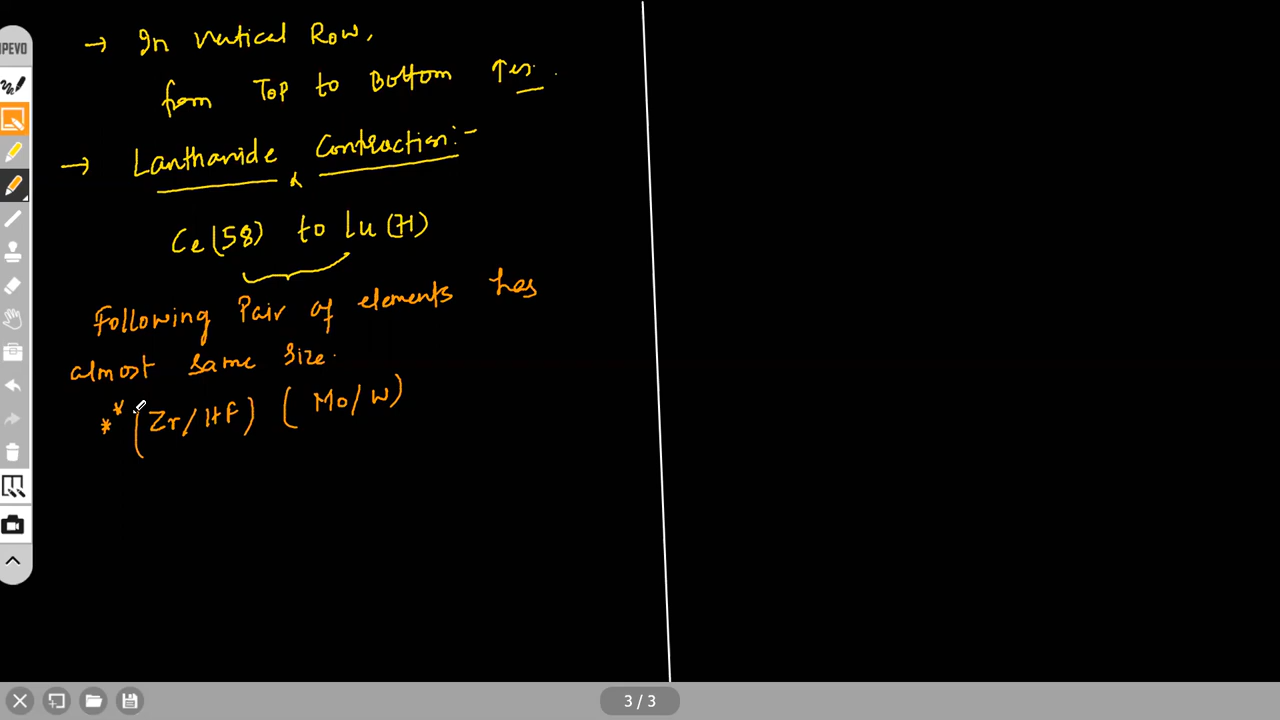 → In Vertical Row,
from Top to Bottom ↑es.
→ Lanthanide & Contraction:-
Ce(58) to Lu(71)
Following Pair of elements has
almost same size.
** (Zr/Hf) (Mo/W)
IPEVO
3 / 3